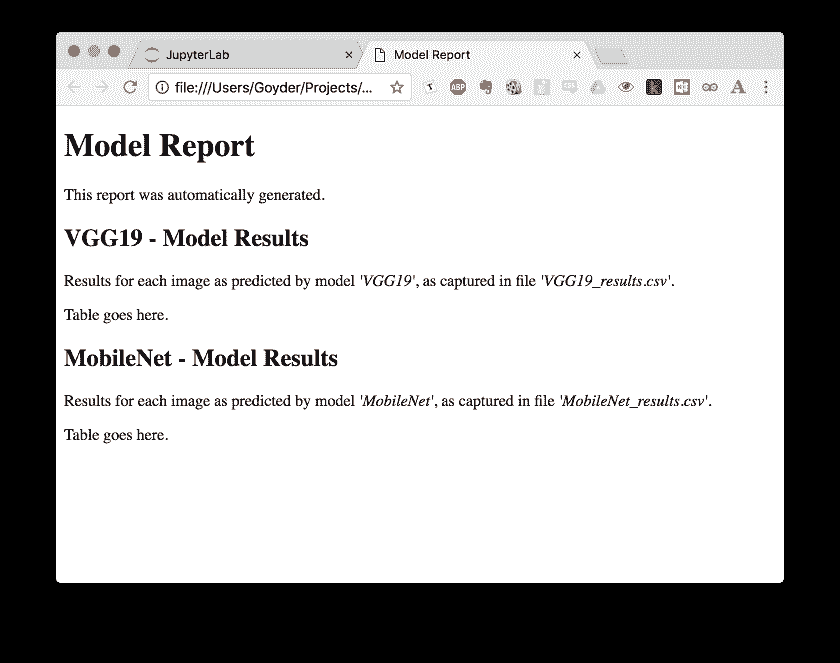 JupyterLab
Model Report
file:///Users/Goyder/Projects/...
ABP
Model Report
This report was automatically generated.
VGG19 - Model Results
Results for each image as predicted by model 'VGG19', as captured in file 'VGG19_results.csv'.
Table goes here.
MobileNet - Model Results
Results for each image as predicted by model 'MobileNet', as captured in file 'MobileNet_results.csv'.
Table goes here.